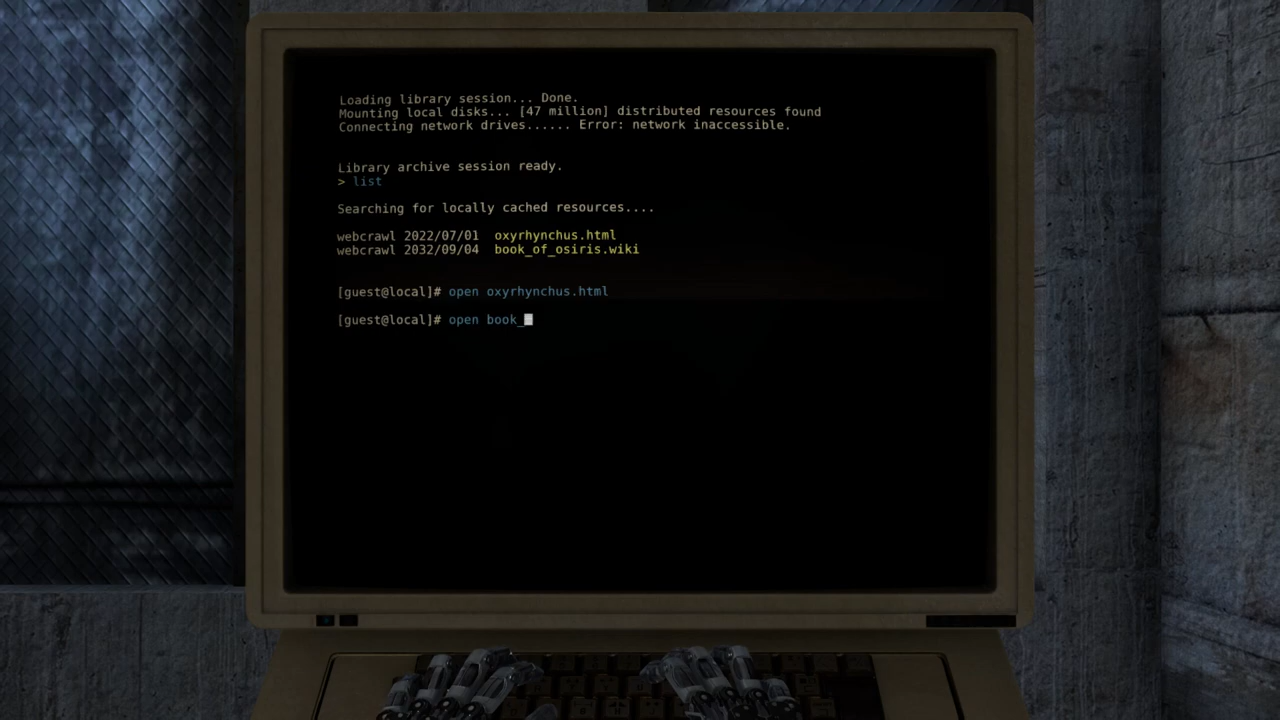 Loading library session... Done.
Mounting local disks... [47 million] distributed resources found
Connecting network drives...... Error: network inaccessible.
Library archive session ready.
> list
Searching for locally cached resources....
webcrawl 2022/07/01  oxyrhynchus.html
webcrawl 2032/09/04  book_of_osiris.wiki
[guest@local]# open oxyrhynchus.html
[guest@local]# open book_